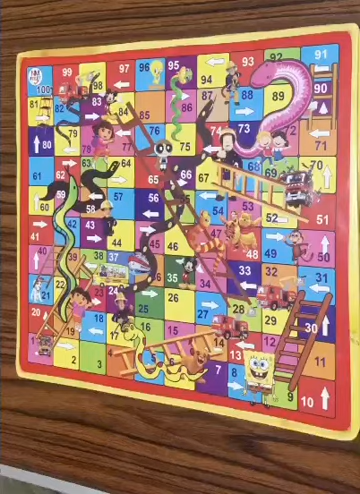 100 99 98 97 96 95 94 93 92 91
81 82 83 84 85 86 87 88 89 90
80 79 78 77 76 75 74 73 72 71
61 62 63 64 65 66 67 68 69 70
60 59 58 57 56 55 54 53 52 51
41 42 43 44 45 46 47 48 49 50
40 39 38 37 35 34 33 32 31
21 22 23 24 25 26 27 28 29 30
20 19 18 17 16 15 14 13 11
1 2 3 6 7 8 9 10